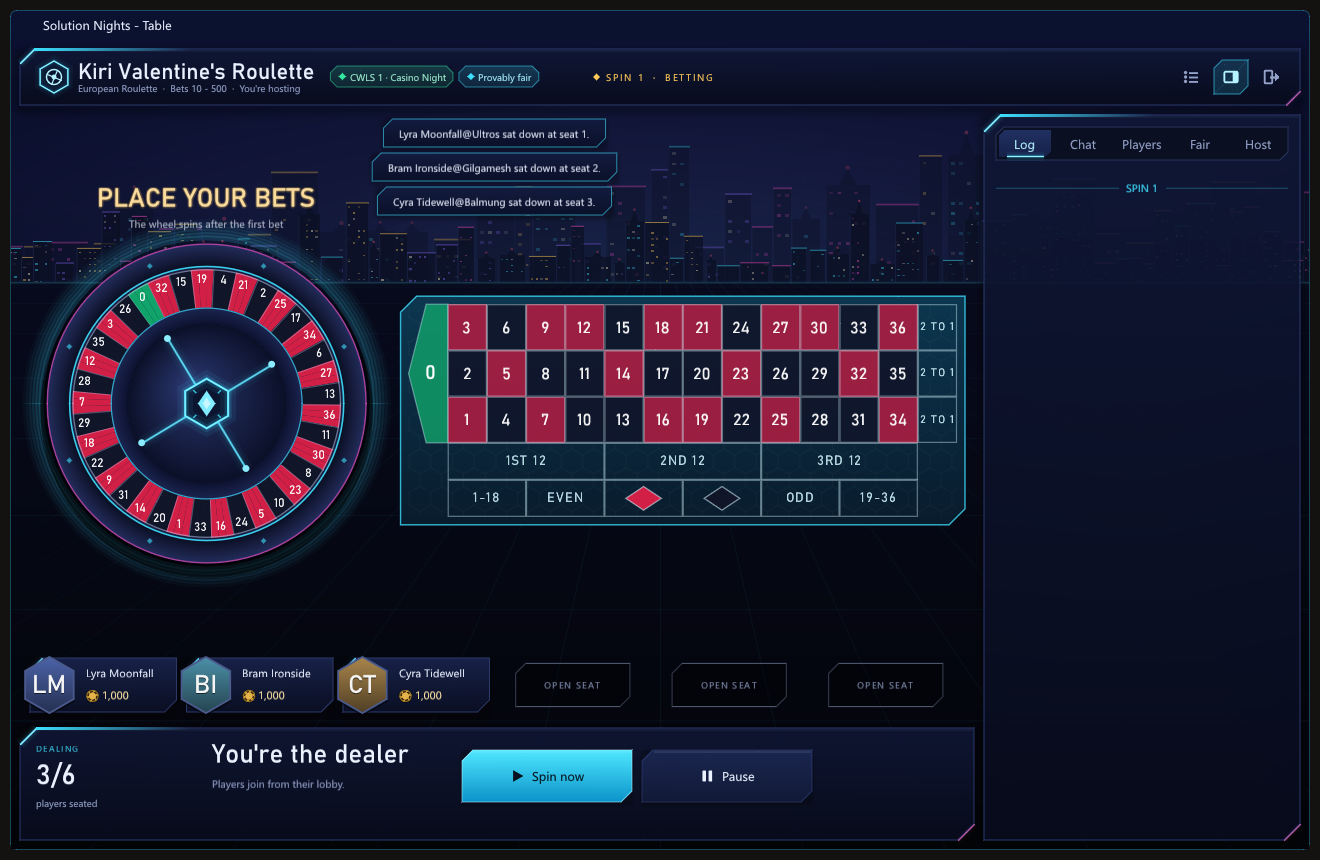 Solution Nights - Table
Kiri Valentine's Roulette
European Roulette · Bets 10 - 500 · You're hosting
CWLS 1 · Casino Night
Provably fair
SPIN 1 · BETTING
Lyra Moonfall@Ultros sat down at seat 1.
Bram Ironside@Gilgamesh sat down at seat 2.
Cyra Tidewell@Balmung sat down at seat 3.
PLACE YOUR BETS
The wheel spins after the first bet
0 32 15 19 4 21 2 25 17 34 6 27 13 36 11 30 8 23 10 5 24 16 33 1 20 14 31 9 22 18 29 7 28 12 35 3 26
0
3 6 9 12 15 18 21 24 27 30 33 36 2 TO 1
2 5 8 11 14 17 20 23 26 29 32 35 2 TO 1
1 4 7 10 13 16 19 22 25 28 31 34 2 TO 1
1ST 12 2ND 12 3RD 12
1-18 EVEN ODD 19-36
LM
Lyra Moonfall
1,000
BI
Bram Ironside
1,000
CT
Cyra Tidewell
1,000
OPEN SEAT
OPEN SEAT
OPEN SEAT
DEALING
3/6
players seated
You're the dealer
Players join from their lobby.
Spin now
Pause
Log Chat Players Fair Host
SPIN 1